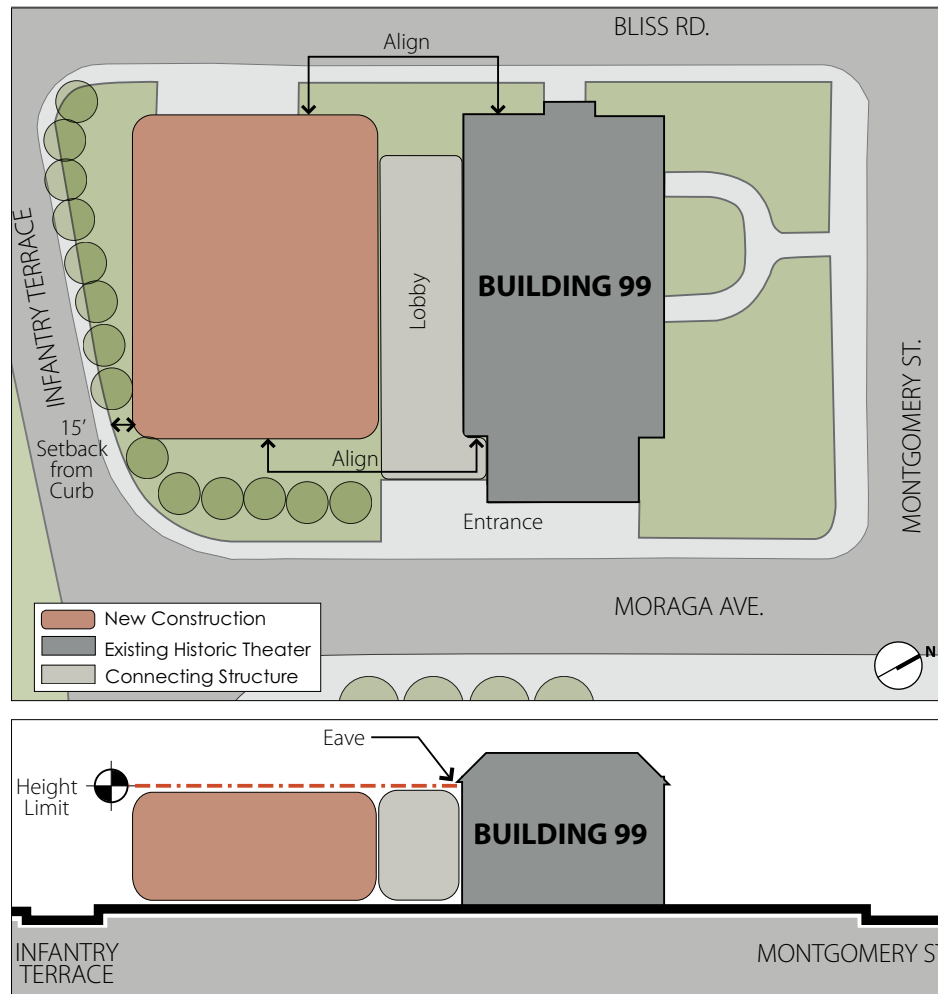 BLISS RD.
Align
INFANTRY TERRACE
Lobby
BUILDING 99
MONTGOMERY ST.
15'
Setback
from
Curb
Align
Entrance
MORAGA AVE.
New Construction
Existing Historic Theater
Connecting Structure
N
Eave
Height
Limit
BUILDING 99
INFANTRY
TERRACE
MONTGOMERY ST